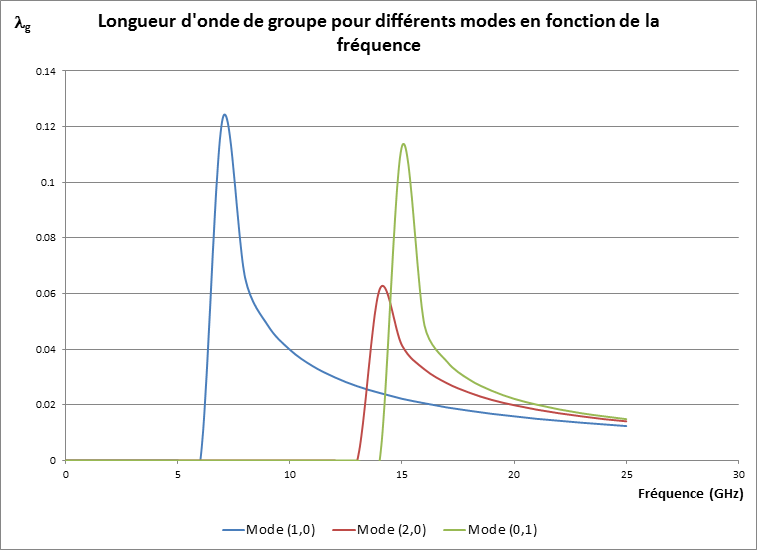 λg
Longueur d'onde de groupe pour différents modes en fonction de la
fréquence
0.14
0.12
0.1
0.08
0.06
0.04
0.02
0
0 5 10 15 20 25 30
Fréquence (GHz)
Mode (1,0) Mode (2,0) Mode (0,1)